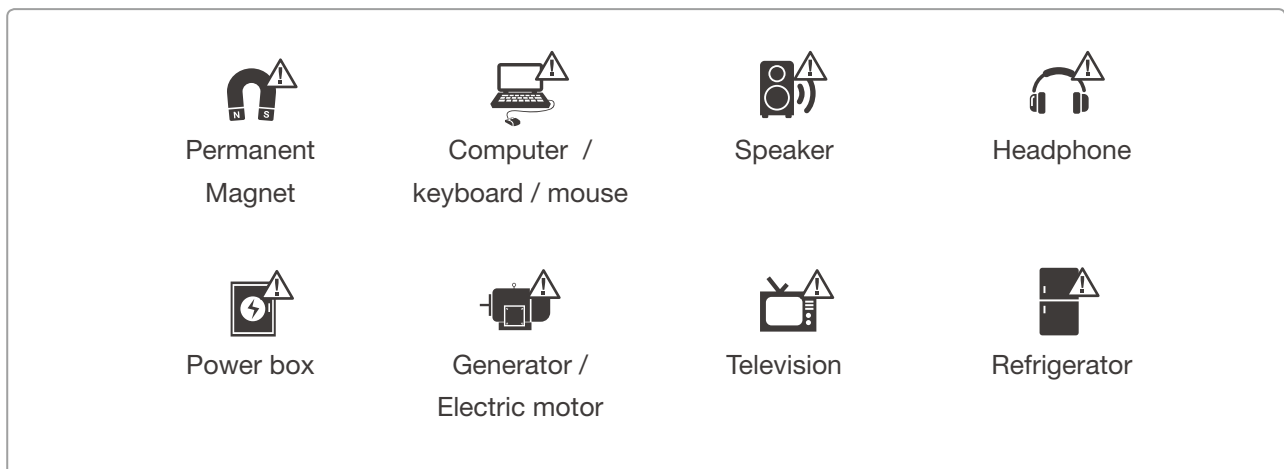 N S
Permanent
Magnet
Computer /
keyboard / mouse
Speaker
Headphone
Power box
Generator /
Electric motor
Television
Refrigerator